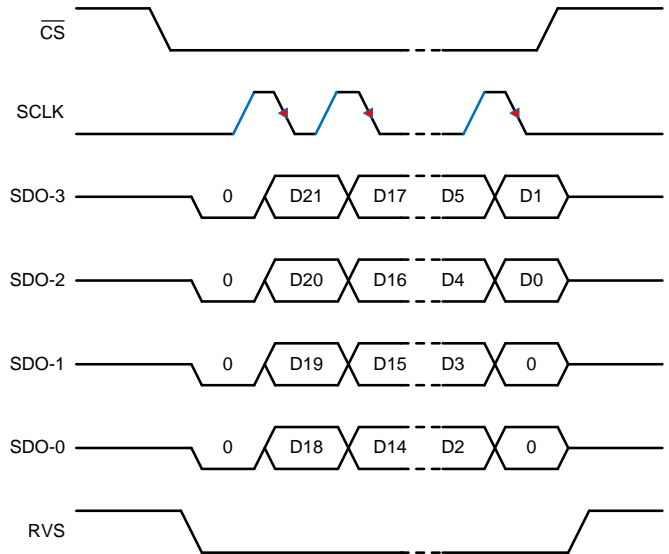 CS
SCLK
SDO-3 0 D21 D17 D5 D1
SDO-2 0 D20 D16 D4 D0
SDO-1 0 D19 D15 D3 0
SDO-0 0 D18 D14 D2 0
RVS